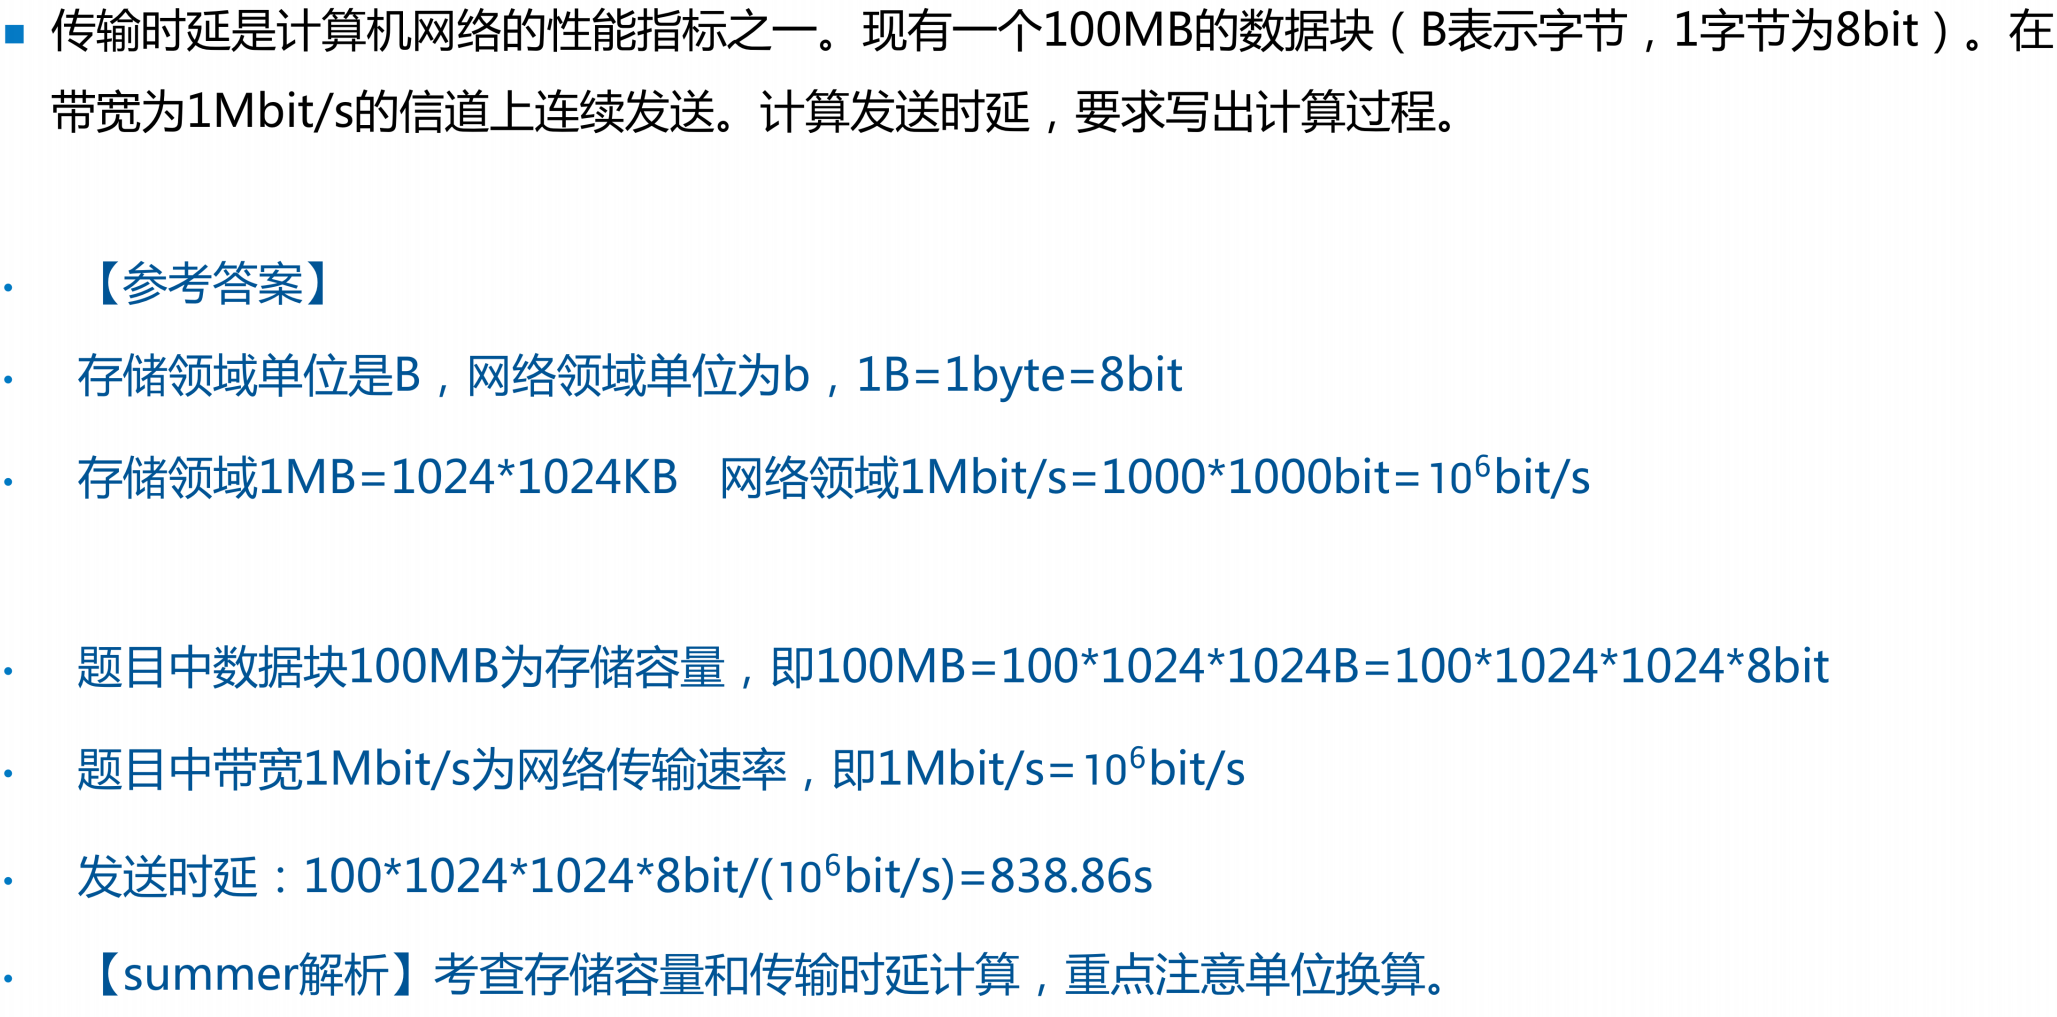 传输时延是计算机网络的性能指标之一。现有一个100MB的数据块（B表示字节，1字节为8bit）。在
带宽为1Mbit/s的信道上连续发送。计算发送时延，要求写出计算过程。
【参考答案】
存储领域单位是B，网络领域单位为b，1B=1byte=8bit
存储领域1MB=1024*1024KB 网络领域1Mbit/s=1000*1000bit=10⁶bit/s
题目中数据块100MB为存储容量，即100MB=100*1024*1024B=100*1024*1024*8bit
题目中带宽1Mbit/s为网络传输速率，即1Mbit/s=10⁶bit/s
发送时延：100*1024*1024*8bit/(10⁶bit/s)=838.86s
【summer解析】考查存储容量和传输时延计算，重点注意单位换算。